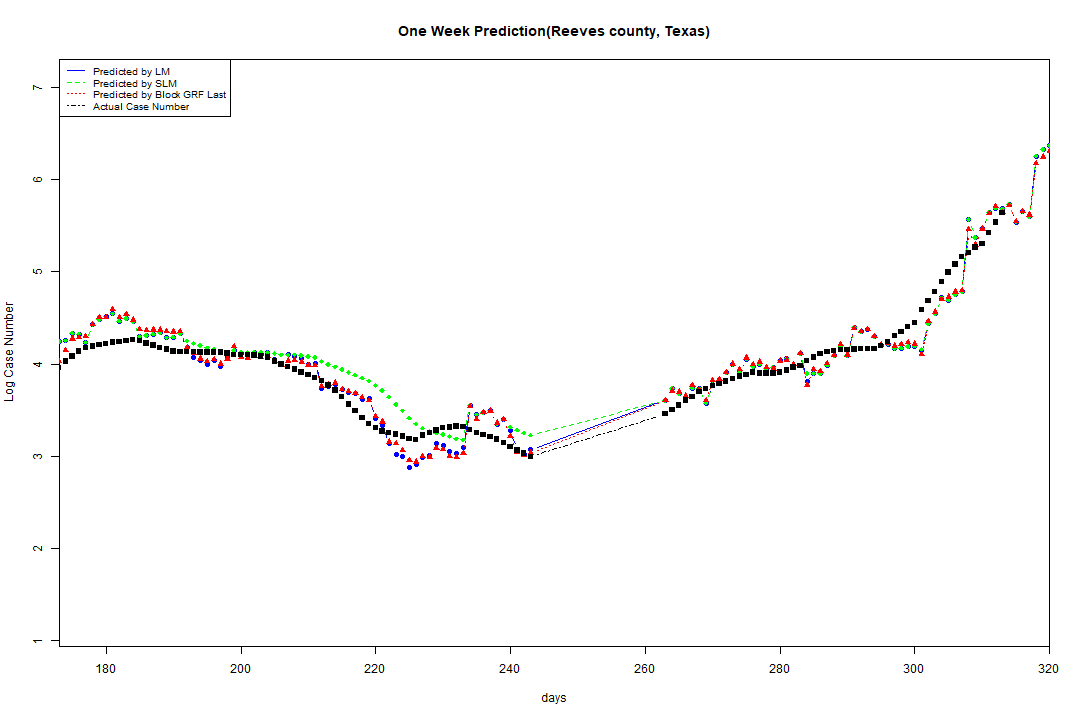 One Week Prediction(Reeves county, Texas)
Predicted by LM
Predicted by SLM
Predicted by Block GRF Last
Actual Case Number
7
6
5
4
3
2
1
Log Case Number
180 200 220 240 260 280 300 320
days